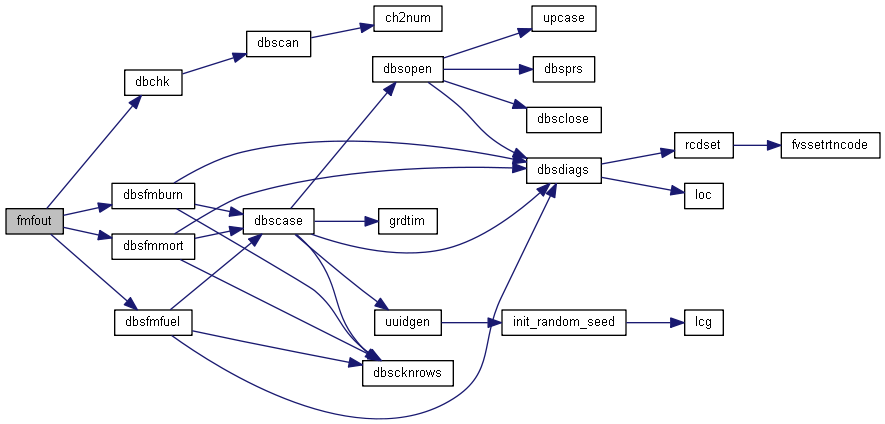 ch2num
upcase
dbscan
dbsopen
dbsprs
dbchk
dbsclose
rcdset
fvssetrtncode
dbsdiags
dbsfmburn
loc
fmfout
dbscase
grdtim
dbsfmmort
dbsfmfuel
uuidgen
init_random_seed
lcg
dbscknrows